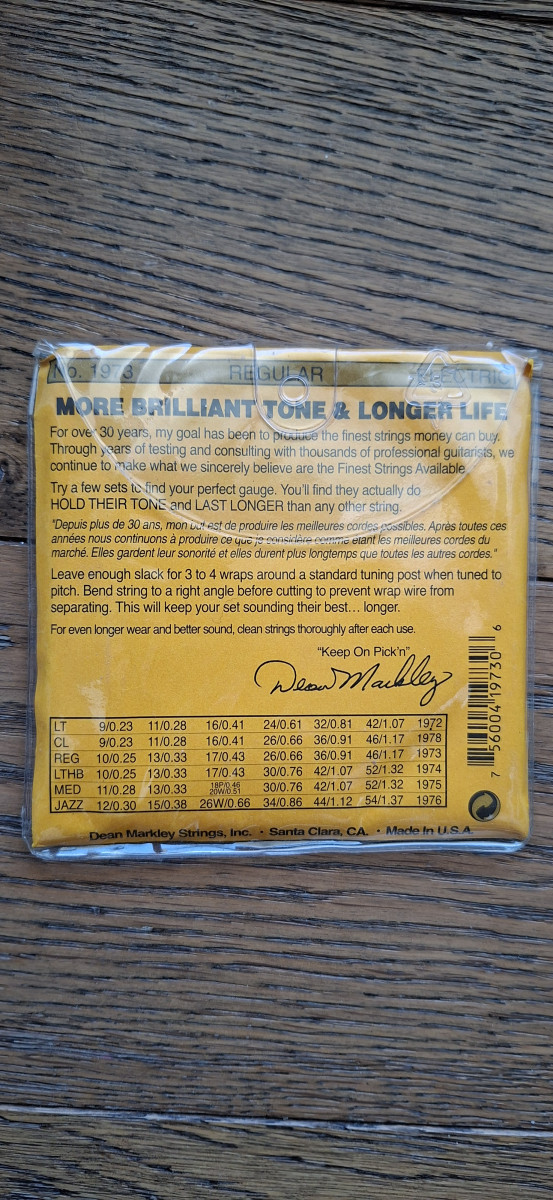 No. 1973 REGULAR ELECTRIC
MORE BRILLIANT TONE & LONGER LIFE
For over 30 years, my goal has been to produce the finest strings money can buy.
Through years of testing and consulting with thousands of professional guitarists, we
continue to make what we sincerely believe are the Finest Strings Available.
Try a few sets to find your perfect gauge. You'll find they actually do
HOLD THEIR TONE and LAST LONGER than any other string.
"Depuis plus de 30 ans, mon but est de produire les meilleures cordes possibles. Après toutes ces
années nous continuons à produire ce que je considère comme étant les meilleures cordes du
marché. Elles gardent leur sonorité et elles durent plus longtemps que toutes les autres cordes."
Leave enough slack for 3 to 4 wraps around a standard tuning post when tuned to
pitch. Bend string to a right angle before cutting to prevent wrap wire from
separating. This will keep your set sounding their best... longer.
For even longer wear and better sound, clean strings thoroughly after each use.
"Keep On Pick'n"
Dean Markley
LT 9/0.23 11/0.28 16/0.41 24/0.61 32/0.81 42/1.07 1972
CL 9/0.23 11/0.28 16/0.41 26/0.66 36/0.91 46/1.17 1978
REG 10/0.25 13/0.33 17/0.43 26/0.66 36/0.91 46/1.17 1973
LTHB 10/0.25 13/0.33 17/0.43 30/0.76 42/1.07 52/1.32 1974
MED 11/0.28 13/0.33 18P/0.46 20W/0.51 30/0.76 42/1.07 52/1.32 1975
JAZZ 12/0.30 15/0.38 26W/0.66 34/0.86 44/1.12 54/1.37 1976
7 56004 19730 6
Dean Markley Strings, Inc. · Santa Clara, CA. · Made In U.S.A.